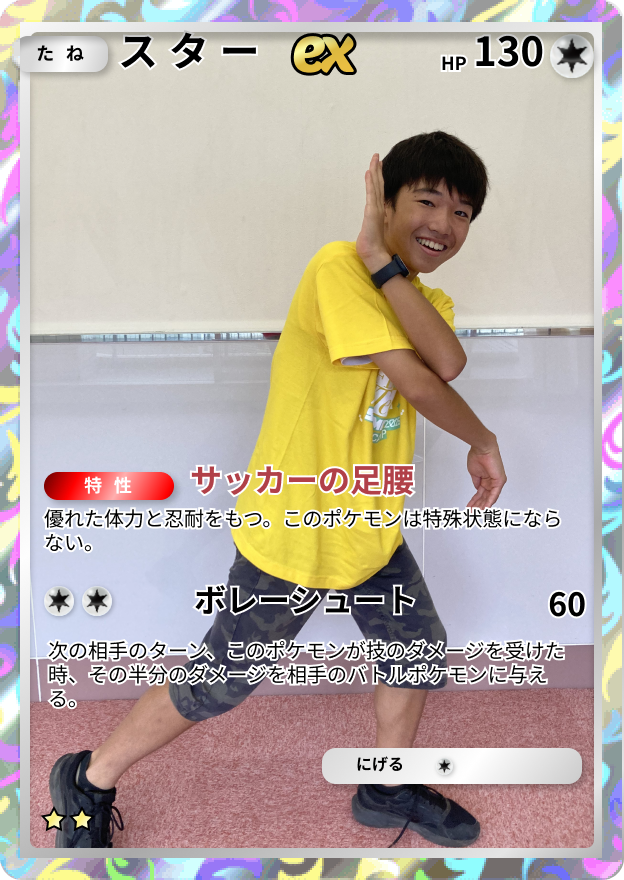 たね スター ex HP 130
特性 サッカーの足腰
優れた体力と忍耐をもつ。このポケモンは特殊状態になら
ない。
ボレーシュート 60
次の相手のターン、このポケモンが技のダメージを受けた
時、その半分のダメージを相手のバトルポケモンに与え
る。
にげる